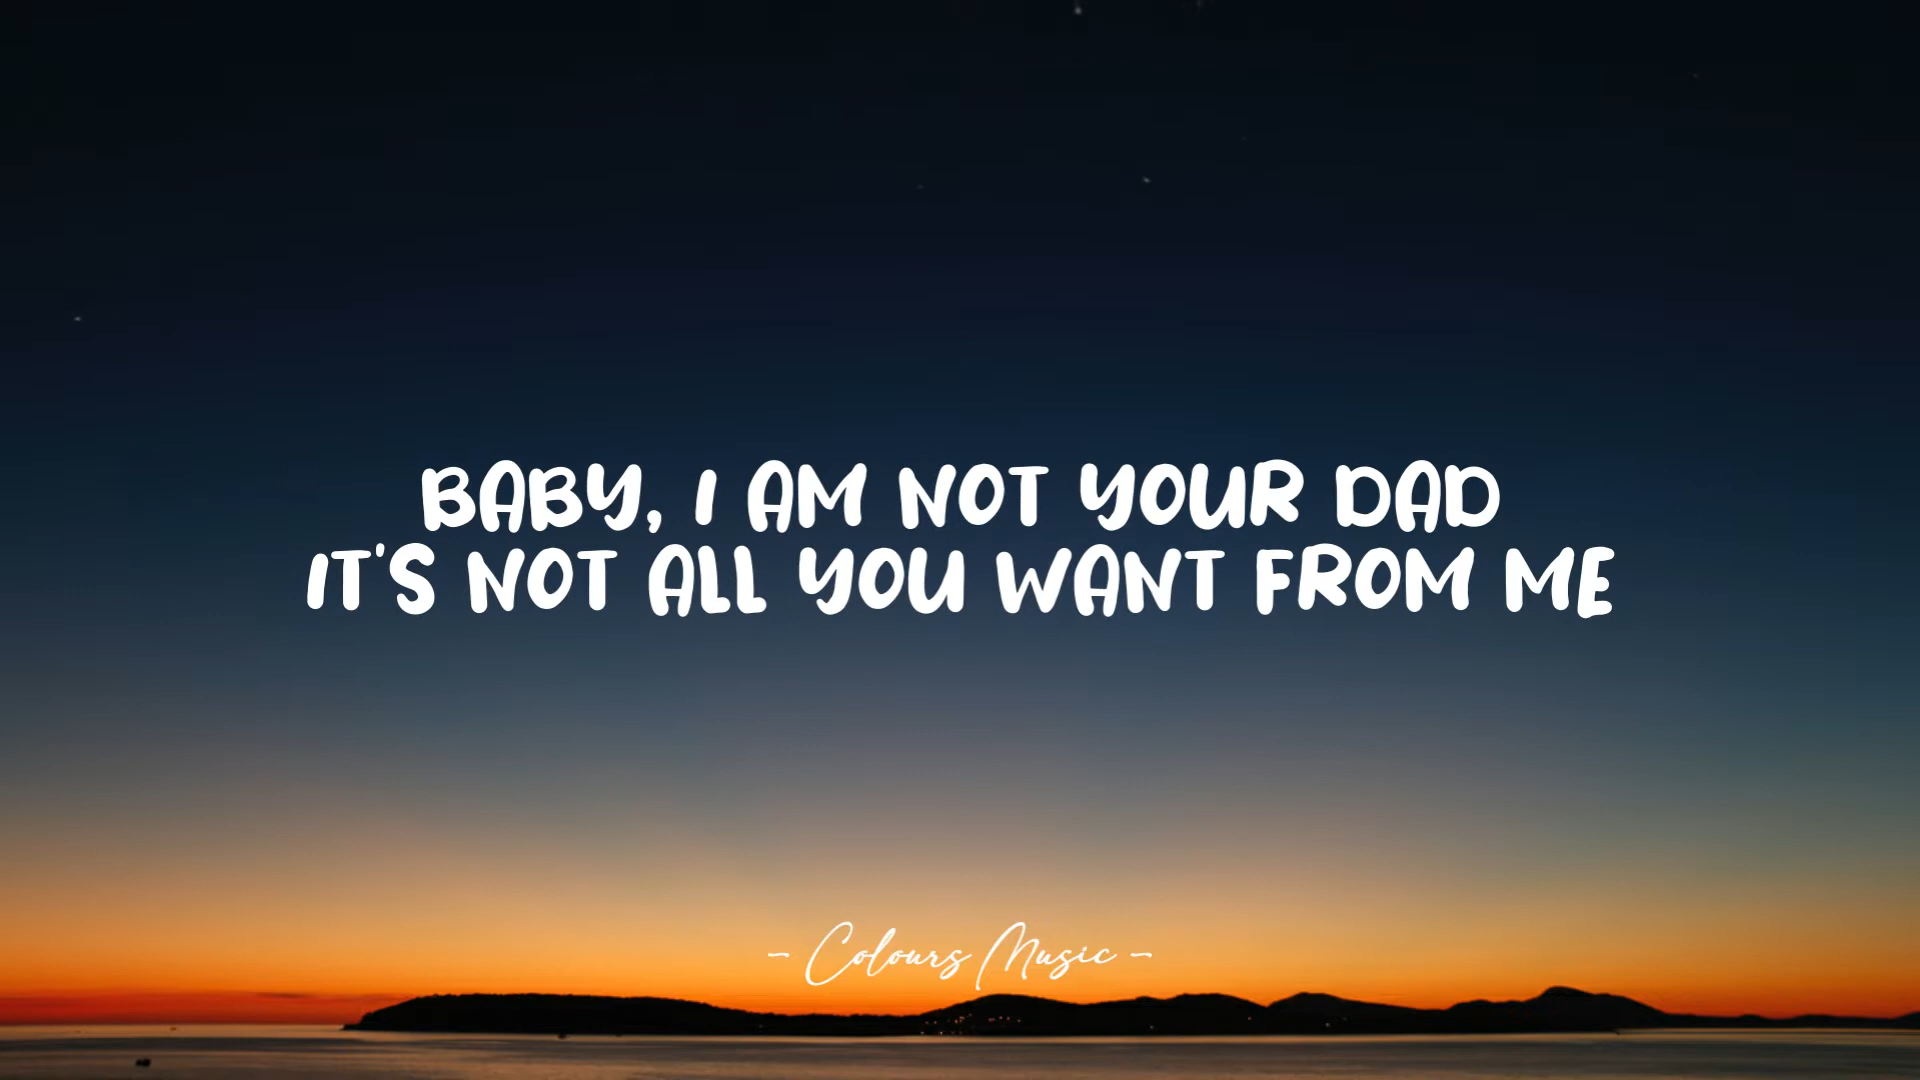 BABY, I AM NOT YOUR DAD
IT'S NOT ALL YOU WANT FROM ME
- Colours Music -